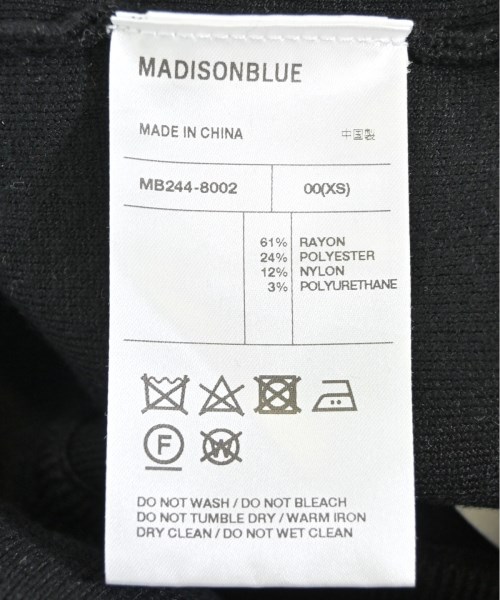 MADISONBLUE
MADE IN CHINA 中国製
MB244-8002 00(XS)
61% RAYON
24% POLYESTER
12% NYLON
3% POLYURETHANE
F W
DO NOT WASH / DO NOT BLEACH
DO NOT TUMBLE DRY / WARM IRON
DRY CLEAN / DO NOT WET CLEAN